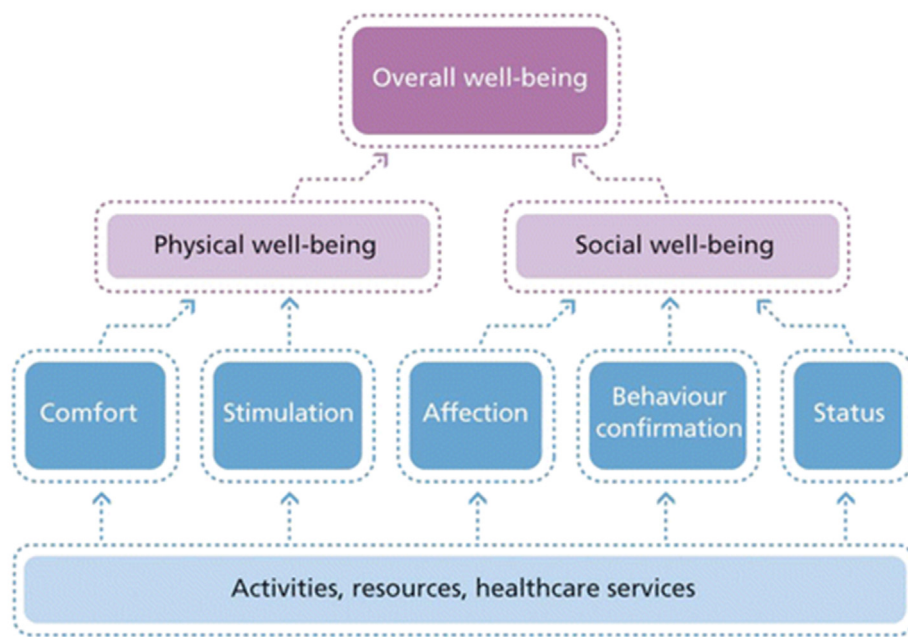 Overall well-being
Physical well-being
Social well-being
Comfort
Stimulation
Affection
Behaviour
confirmation
Status
Activities, resources, healthcare services